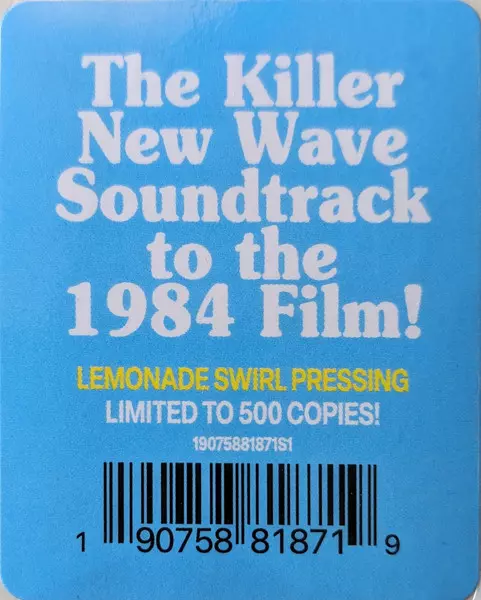 The Killer
New Wave
Soundtrack
to the
1984 Film!
LEMONADE SWIRL PRESSING
LIMITED TO 500 COPIES!
19075881871S1
1 90758 81871 9